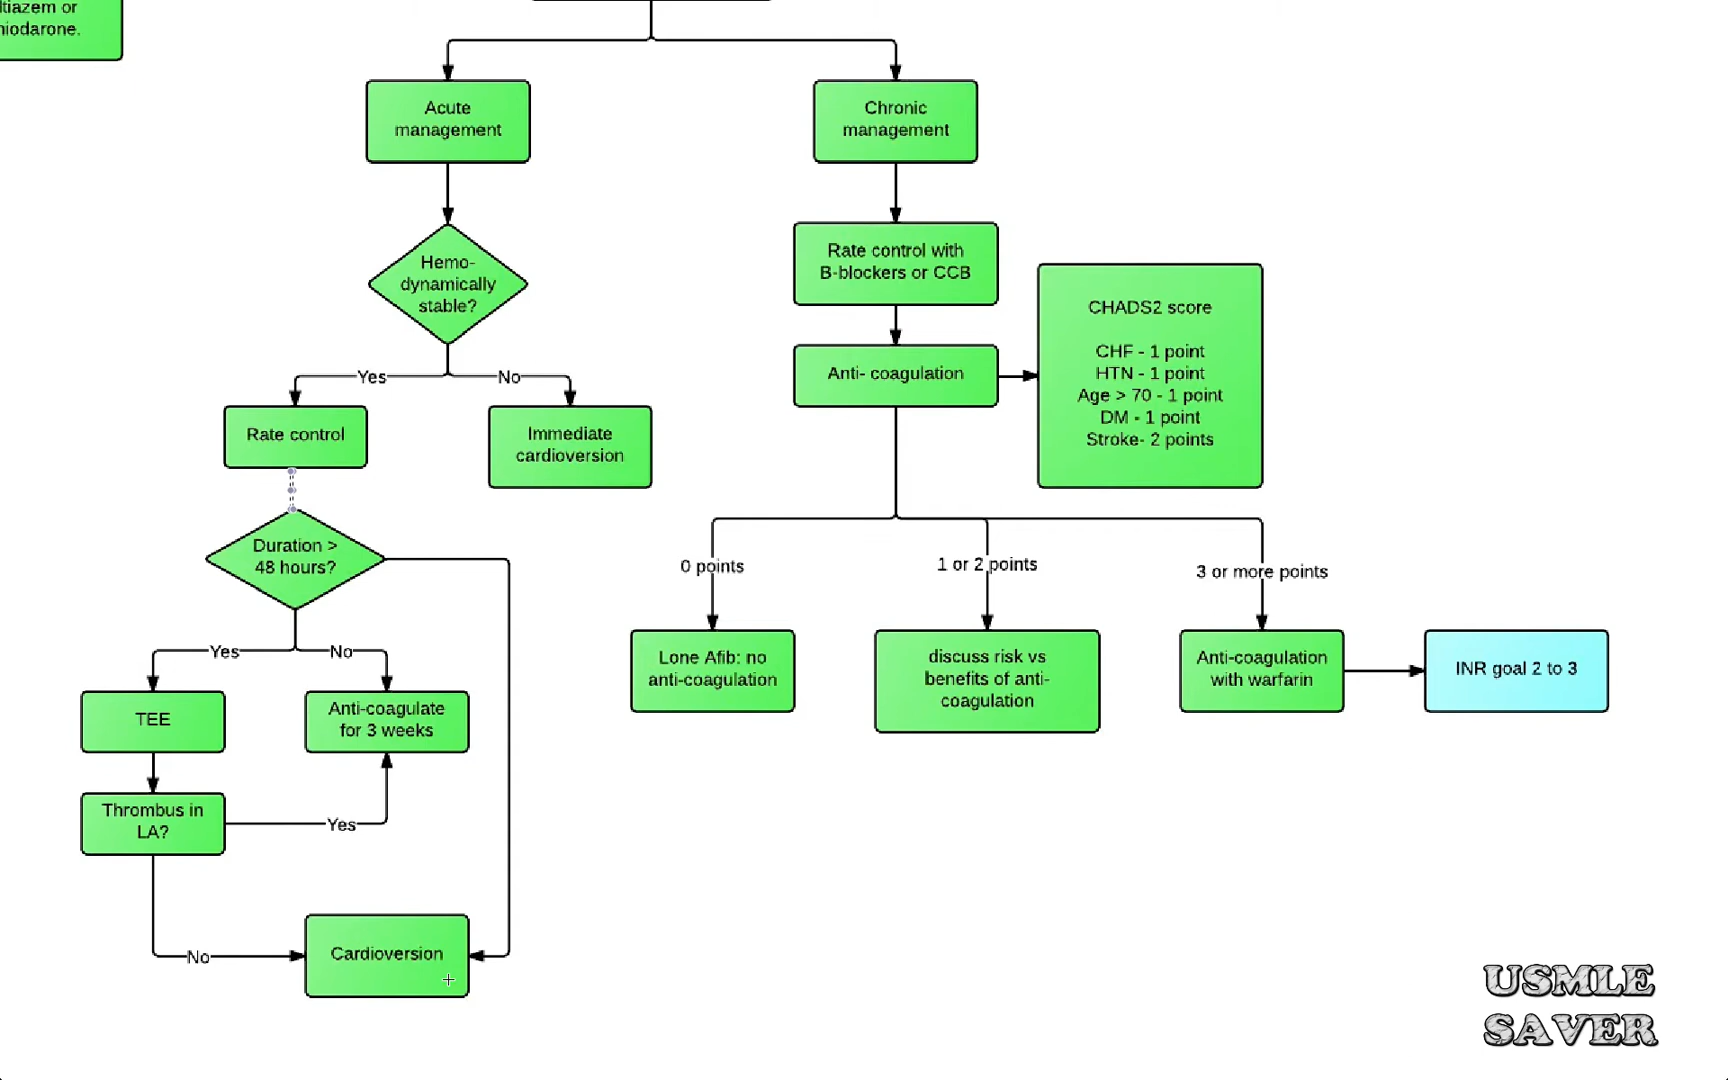 ltiazem or
niodarone.
Acute
management
Chronic
management
Hemo-
dynamically
stable?
Rate control with
B-blockers or CCB
CHADS2 score
CHF - 1 point
HTN - 1 point
Age > 70 - 1 point
DM - 1 point
Stroke- 2 points
Anti- coagulation
Yes
No
Rate control
Immediate
cardioversion
Duration >
48 hours?
0 points
1 or 2 points
3 or more points
Yes
No
Lone Afib: no
anti-coagulation
discuss risk vs
benefits of anti-
coagulation
Anti-coagulation
with warfarin
INR goal 2 to 3
TEE
Anti-coagulate
for 3 weeks
Thrombus in
LA?
Yes
No
Cardioversion
USMLE
SAVER